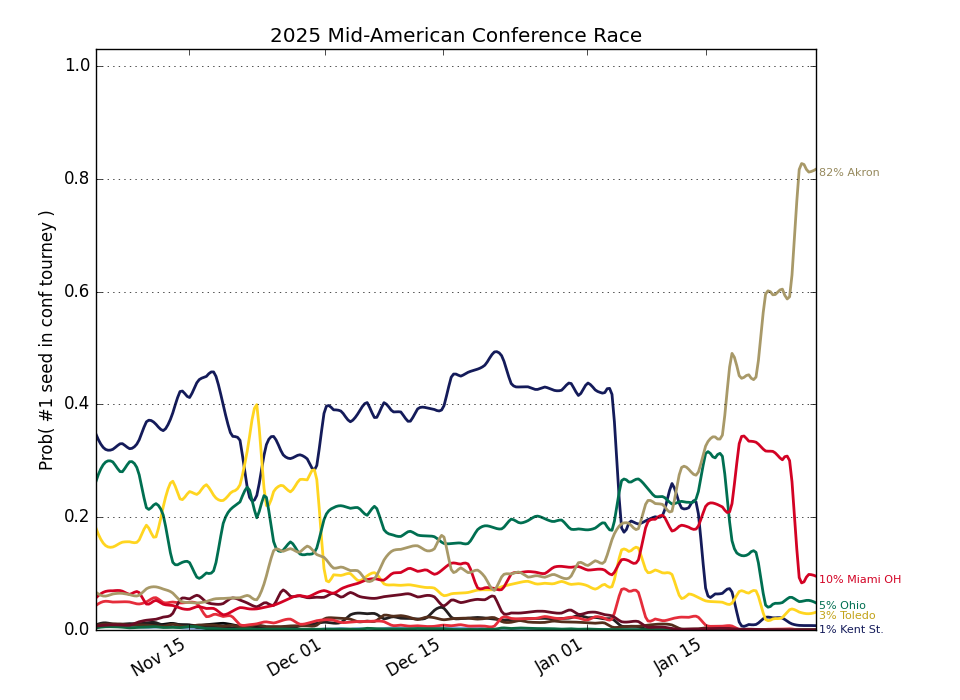 2025 Mid-American Conference Race
Prob( #1 seed in conf tourney )
1.0
0.8
0.6
0.4
0.2
0.0
Nov 15
Dec 01
Dec 15
Jan 01
Jan 15
82% Akron
10% Miami OH
5% Ohio
3% Toledo
1% Kent St.